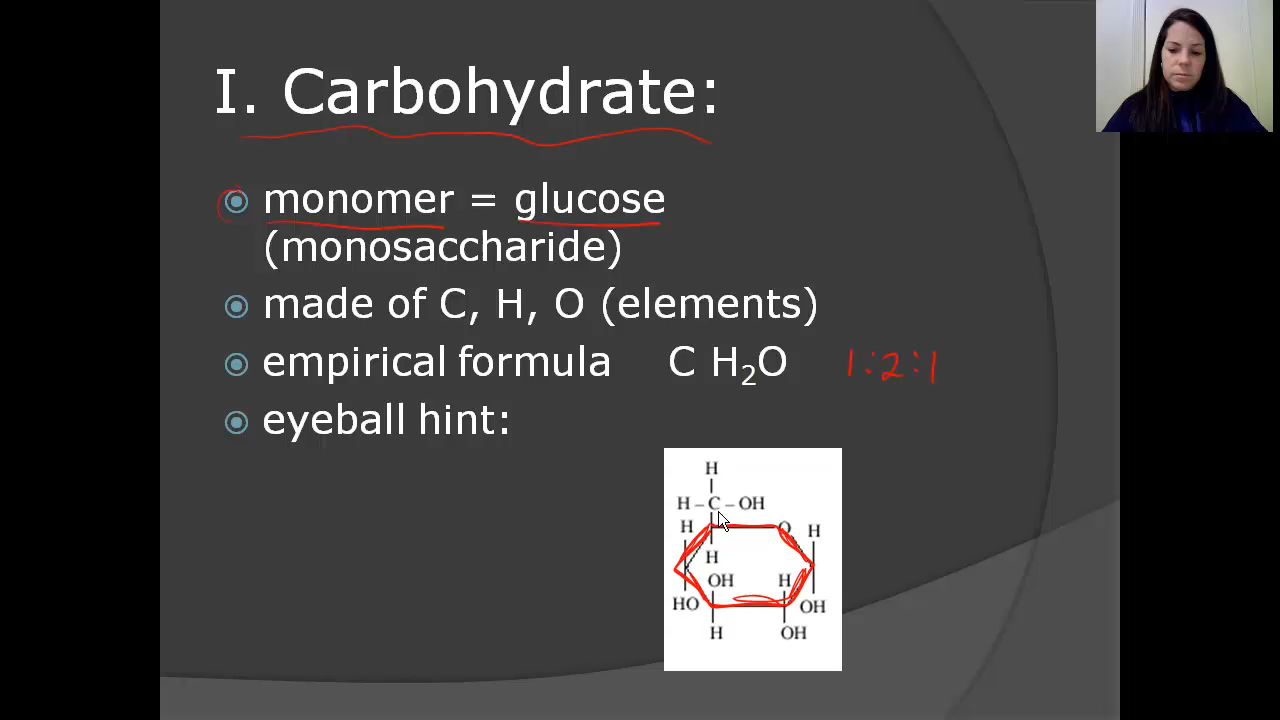 I. Carbohydrate:
monomer = glucose
(monosaccharide)
made of C, H, O (elements)
empirical formula C H₂O 1:2:1
eyeball hint:
H
H – C – OH
H O H
H
OH H
HO OH
H OH